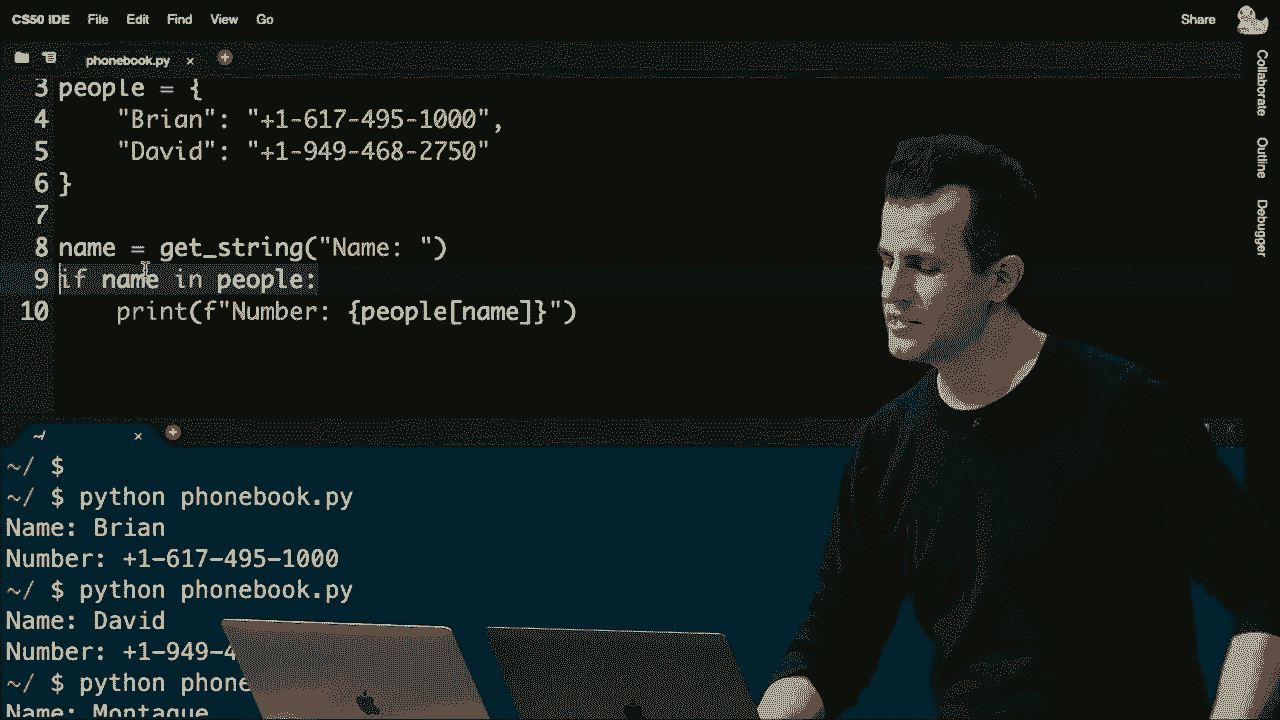 CS50 IDE File Edit Find View Go Share
phonebook.py
3 people = {
4 "Brian": "+1-617-495-1000",
5 "David": "+1-949-468-2750"
6 }
7
8 name = get_string("Name: ")
9 if name in people:
10 print(f"Number: {people[name]}")
Collaborate
Outline
Debugger
~/ $
~/ $ python phonebook.py
Name: Brian
Number: +1-617-495-1000
~/ $ python phonebook.py
Name: David
Number: +1-949-4
~/ $ python phone
Name: Montague